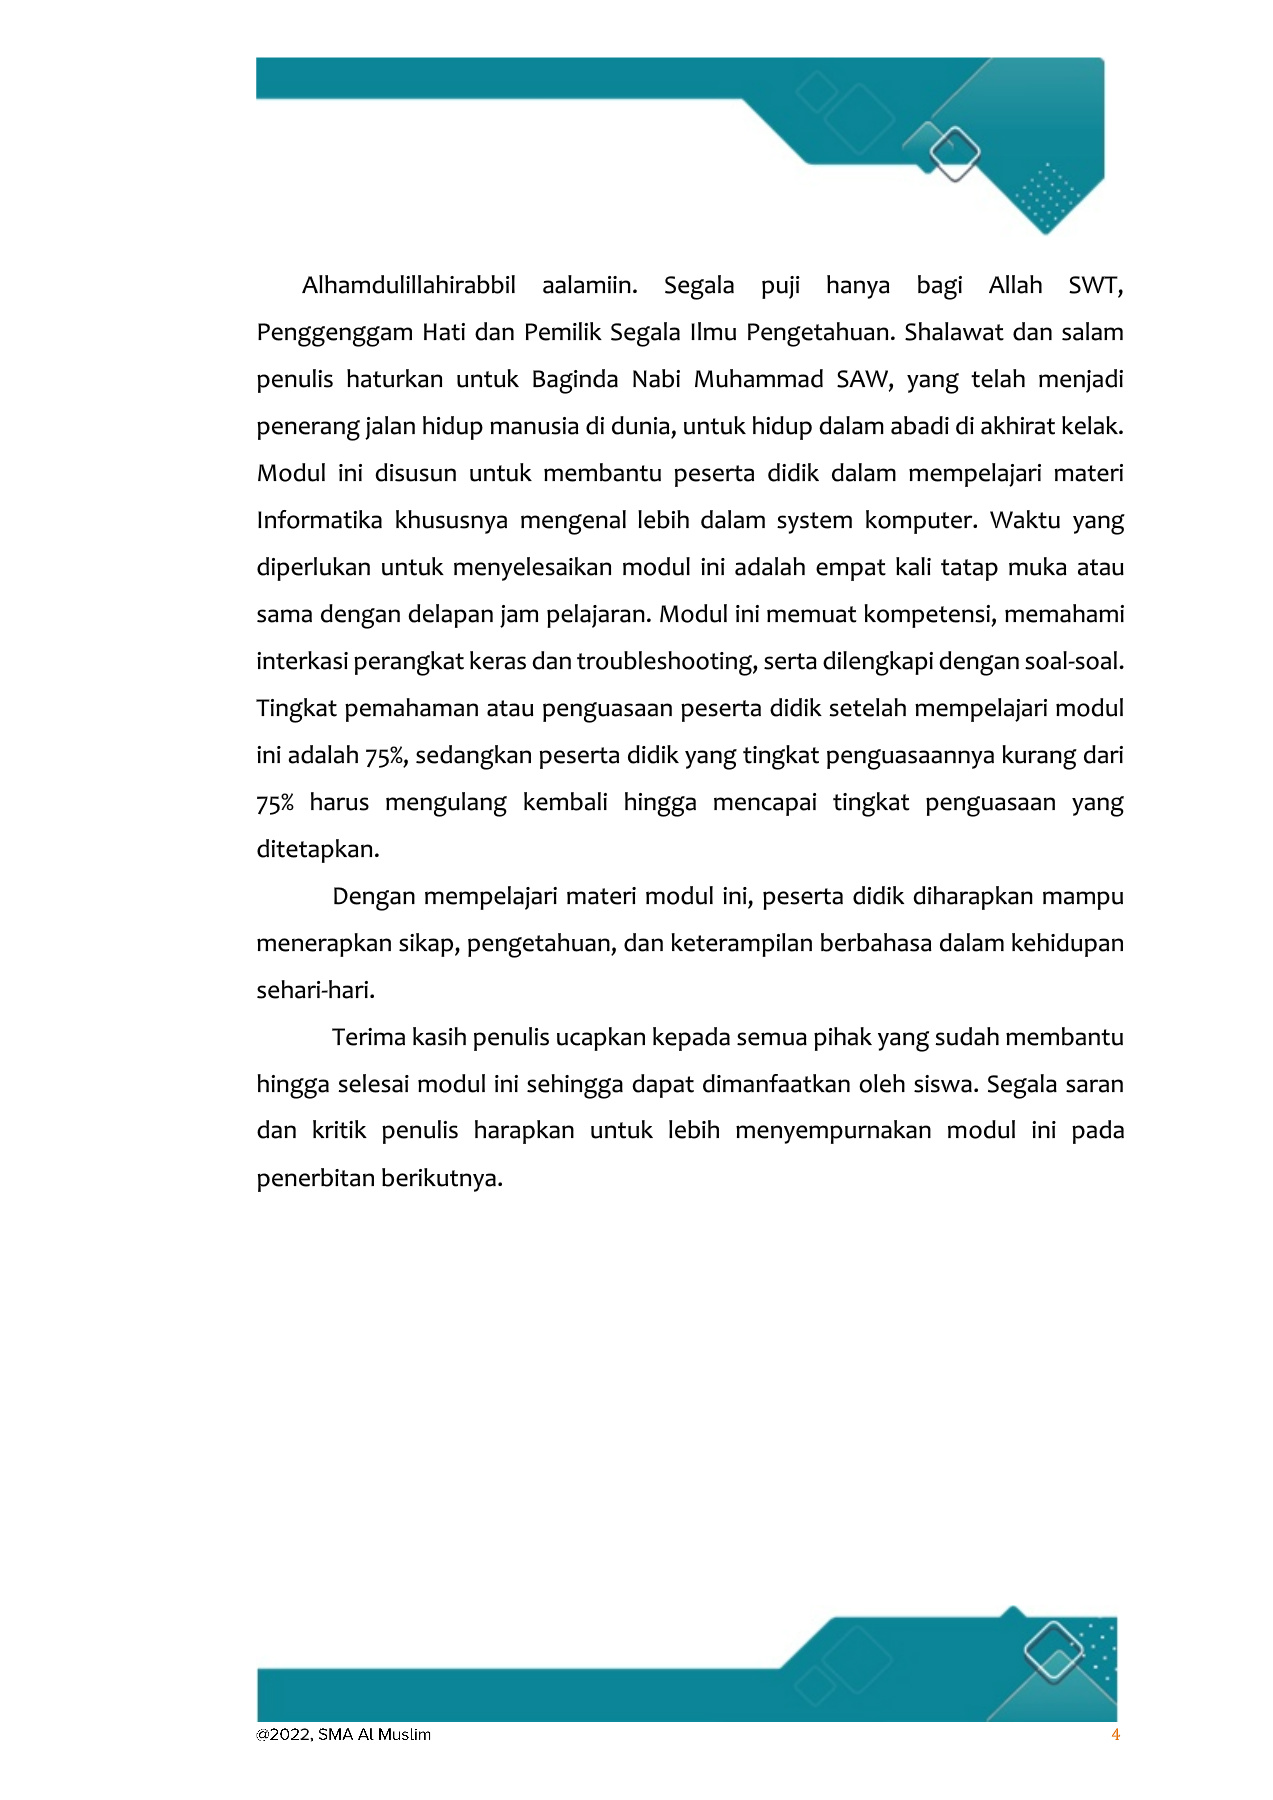 Alhamdulillahirabbil aalamiin. Segala puji hanya bagi Allah SWT,
Penggenggam Hati dan Pemilik Segala Ilmu Pengetahuan. Shalawat dan salam
penulis haturkan untuk Baginda Nabi Muhammad SAW, yang telah menjadi
penerang jalan hidup manusia di dunia, untuk hidup dalam abadi di akhirat kelak.
Modul ini disusun untuk membantu peserta didik dalam mempelajari materi
Informatika khususnya mengenal lebih dalam system komputer. Waktu yang
diperlukan untuk menyelesaikan modul ini adalah empat kali tatap muka atau
sama dengan delapan jam pelajaran. Modul ini memuat kompetensi, memahami
interkasi perangkat keras dan troubleshooting, serta dilengkapi dengan soal-soal.
Tingkat pemahaman atau penguasaan peserta didik setelah mempelajari modul
ini adalah 75%, sedangkan peserta didik yang tingkat penguasaannya kurang dari
75% harus mengulang kembali hingga mencapai tingkat penguasaan yang
ditetapkan.
Dengan mempelajari materi modul ini, peserta didik diharapkan mampu
menerapkan sikap, pengetahuan, dan keterampilan berbahasa dalam kehidupan
sehari-hari.
Terima kasih penulis ucapkan kepada semua pihak yang sudah membantu
hingga selesai modul ini sehingga dapat dimanfaatkan oleh siswa. Segala saran
dan kritik penulis harapkan untuk lebih menyempurnakan modul ini pada
penerbitan berikutnya.
@2022, SMA Al Muslim 4